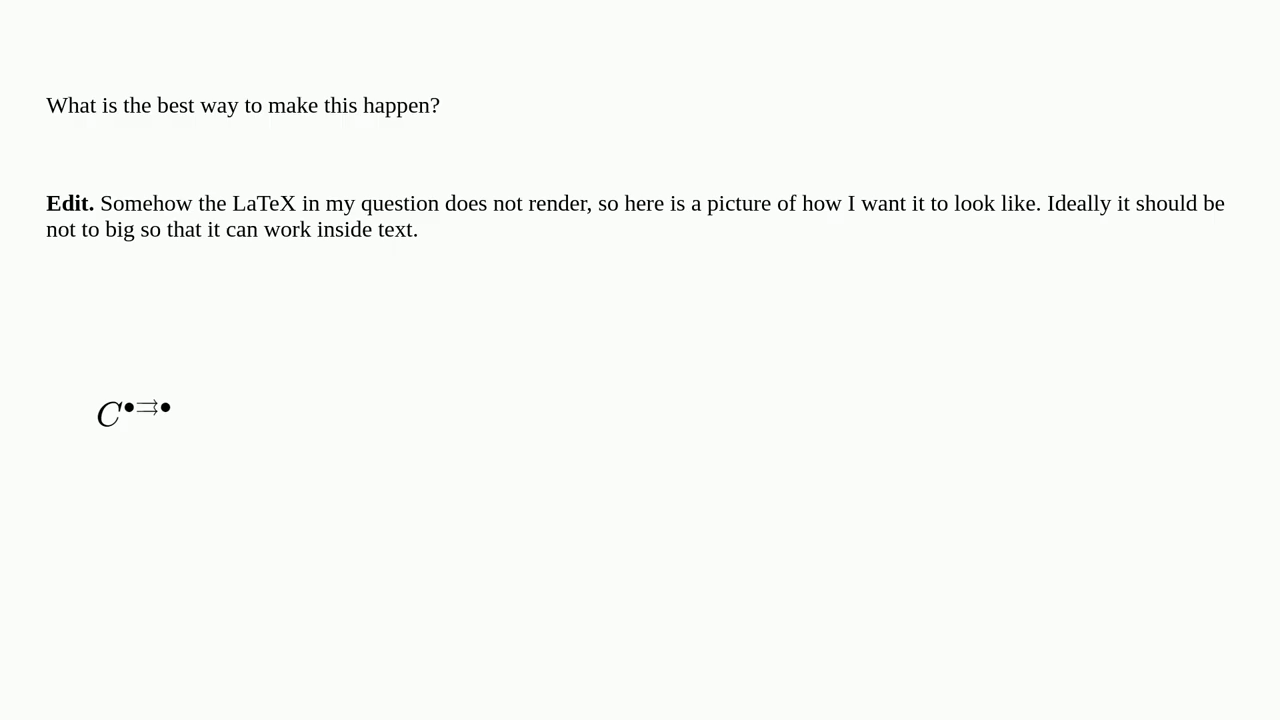 What is the best way to make this happen?
Edit. Somehow the LaTeX in my question does not render, so here is a picture of how I want it to look like. Ideally it should be
not to big so that it can work inside text.
C^{•⇉•}